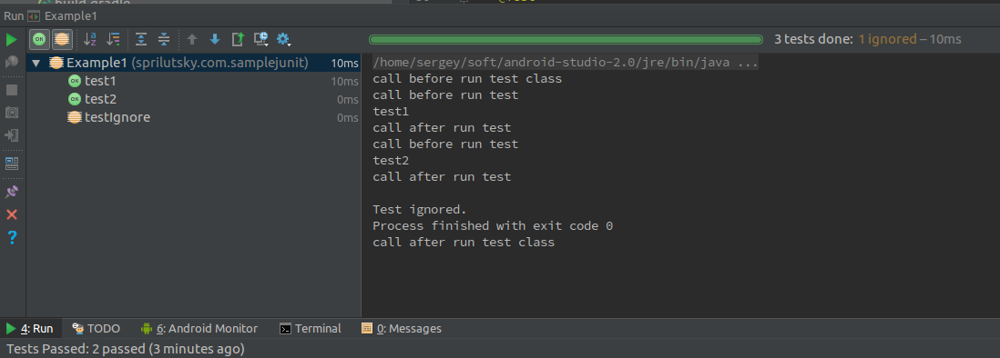 build.gradle
Run Example1
3 tests done: 1 ignored – 10ms
Example1 (sprilutsky.com.samplejunit) 10ms
OK test1 10ms
OK test2 0ms
testIgnore 0ms
/home/sergey/soft/android-studio-2.0/jre/bin/java ...
call before run test class
call before run test
test1
call after run test
call before run test
test2
call after run test
Test ignored.
Process finished with exit code 0
call after run test class
4: Run TODO 6: Android Monitor Terminal 0: Messages
Tests Passed: 2 passed (3 minutes ago)